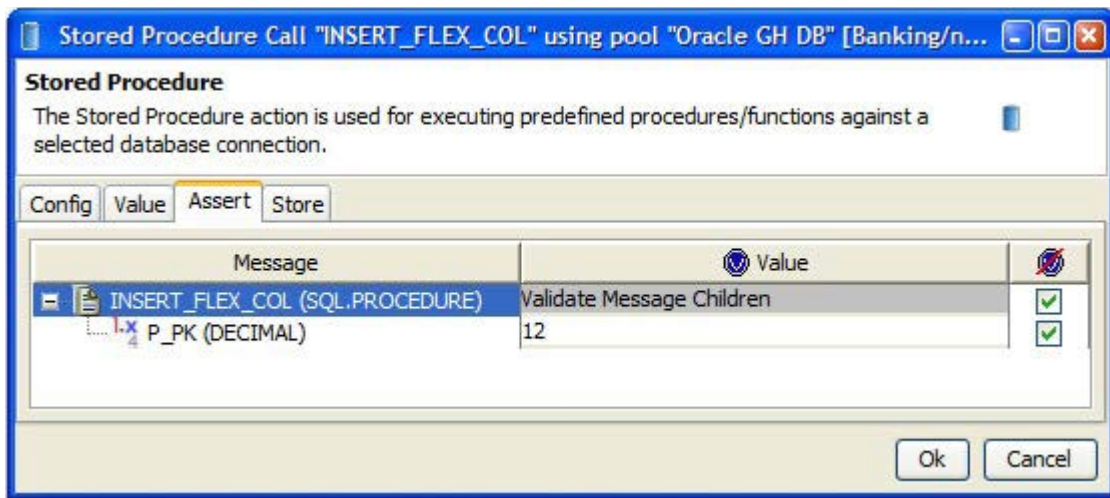 Stored Procedure Call "INSERT_FLEX_COL" using pool "Oracle GH DB" [Banking/n...
Stored Procedure
The Stored Procedure action is used for executing predefined procedures/functions against a
selected database connection.
Config Value Assert Store
Message Value
INSERT_FLEX_COL (SQL.PROCEDURE) Validate Message Children
P_PK (DECIMAL) 12
Ok Cancel